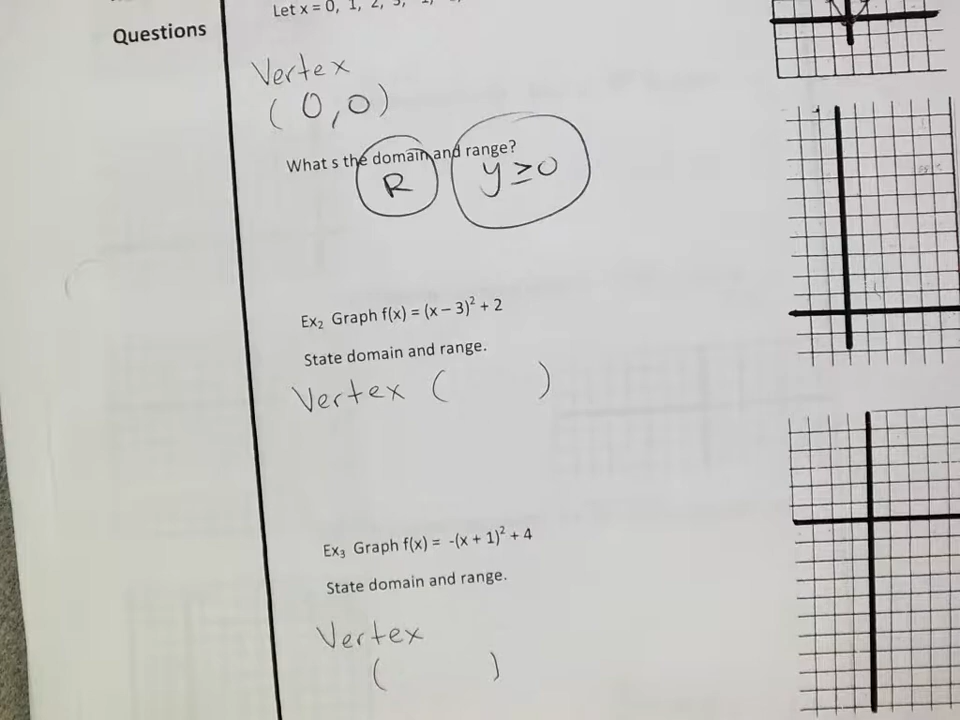 Let x = 0, 1, 2, 3,
Questions
Vertex
(0,0)
What s the domain and range?
R y ≥ 0
Ex₂ Graph f(x) = (x – 3)² + 2
State domain and range.
Vertex ( )
Ex₃ Graph f(x) = -(x + 1)² + 4
State domain and range.
Vertex
( )